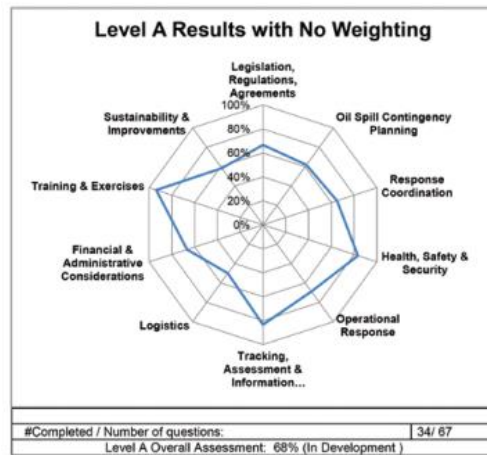 Level A Results with No Weighting
Legislation,
Regulations,
Agreements
100%
80%
60%
40%
20%
0%
Oil Spill Contingency
Planning
Response
Coordination
Health, Safety &
Security
Operational
Response
Tracking,
Assessment &
Information...
Logistics
Financial &
Administrative
Considerations
Training & Exercises
Sustainability &
Improvements
#Completed / Number of questions: 34/ 67
Level A Overall Assessment: 68% (In Development )